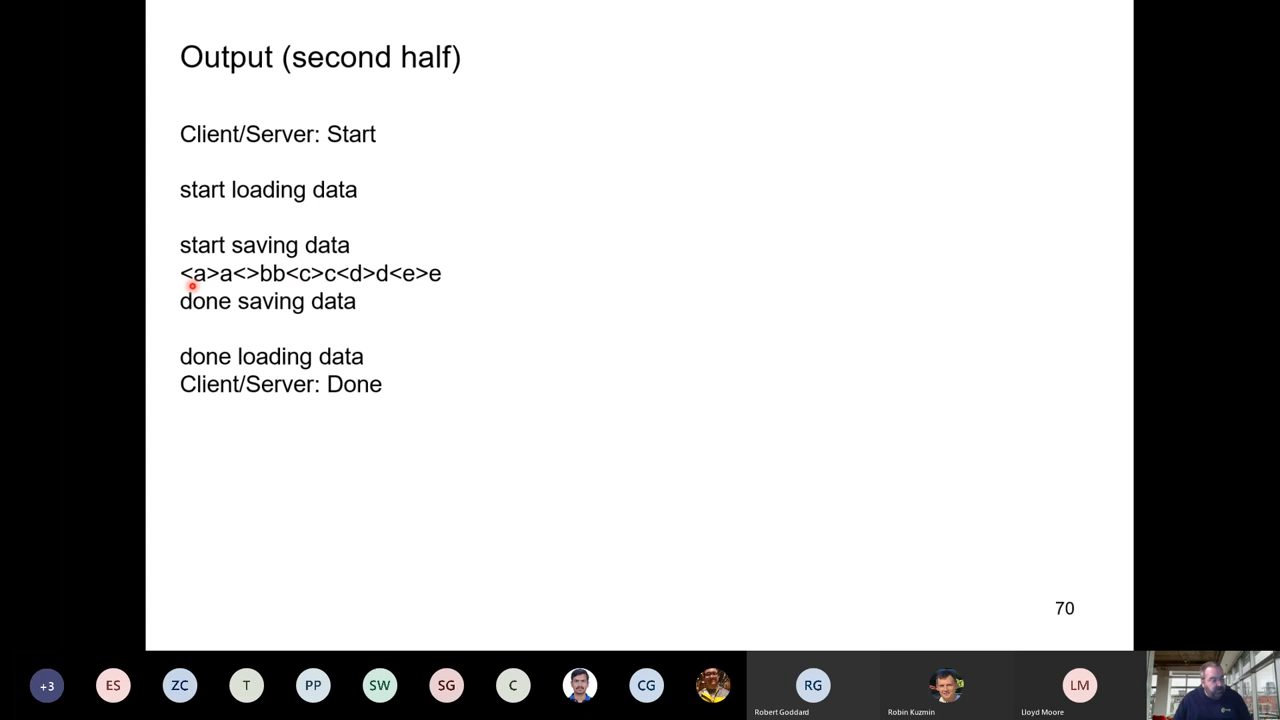 Output (second half)
Client/Server: Start
start loading data
start saving data
<a>a<>bb<c>c<d>d<e>e
done saving data
done loading data
Client/Server: Done
70
+3
ES
ZC
T
PP
SW
SG
C
CG
RG
LM
Robert Goddard
Robin Kuzmin
Lloyd Moore